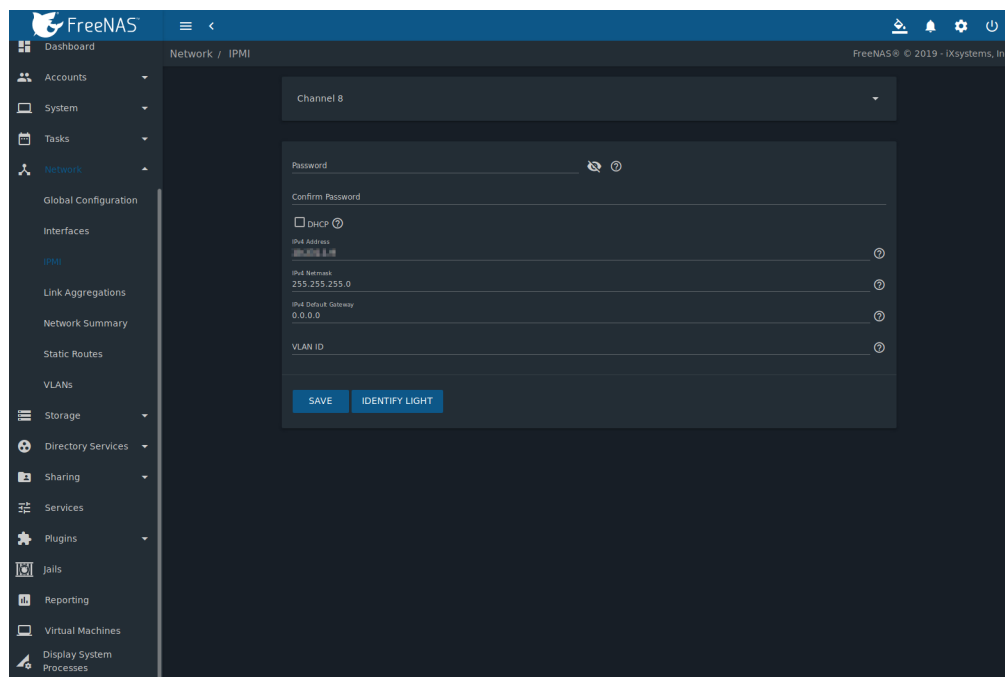 FreeNAS®
Dashboard
Network / IPMI
FreeNAS® © 2019 - iXsystems, In
Accounts
System
Tasks
Network
Global Configuration
Interfaces
IPMI
Link Aggregations
Network Summary
Static Routes
VLANs
Storage
Directory Services
Sharing
Services
Plugins
Jails
Reporting
Virtual Machines
Display System
Processes
Channel 8
Password
Confirm Password
DHCP
IPv4 Address
IPv4 Netmask
255.255.255.0
IPv4 Default Gateway
0.0.0.0
VLAN ID
SAVE
IDENTIFY LIGHT